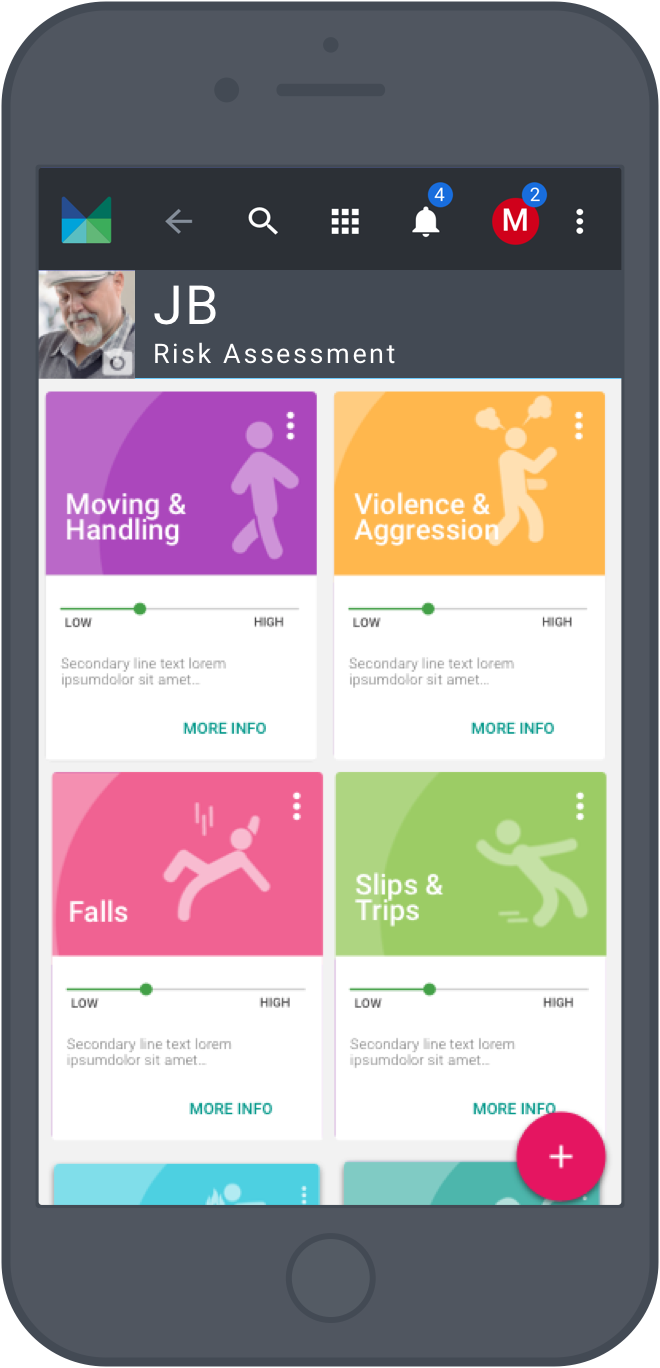 4
2
M
JB
Risk Assessment
Moving &
Handling
LOW HIGH
Secondary line text lorem
ipsumdolor sit amet...
MORE INFO
Violence &
Aggression
LOW HIGH
Secondary line text lorem
ipsumdolor sit amet...
MORE INFO
Falls
LOW HIGH
Secondary line text lorem
ipsumdolor sit amet...
MORE INFO
Slips &
Trips
LOW HIGH
Secondary line text lorem
ipsumdolor sit amet...
MORE INFO
+